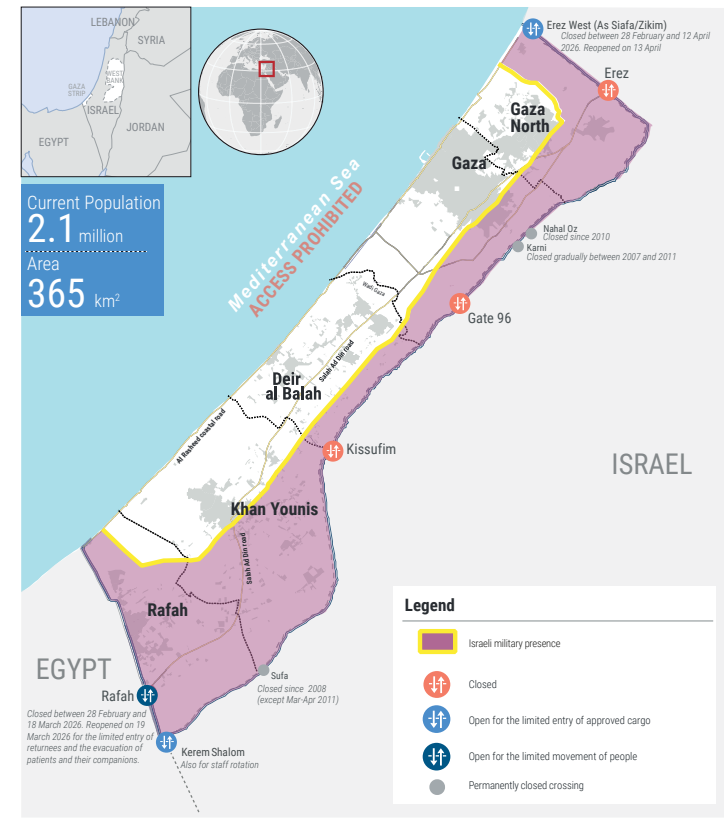 LEBANON
SYRIA
WEST
BANK
GAZA
STRIP
ISRAEL
JORDAN
EGYPT
Current Population
2.1 million
Area
365 km²
Mediterranean Sea
ACCESS PROHIBITED
Erez West (As Siafa/Zikim)
Closed between 28 February and 12 April
2026. Reopened on 13 April
Erez
Gaza
North
Gaza
Nahal Oz
Closed since 2010
Karni
Closed gradually between 2007 and 2011
Wadi Gaza
Gate 96
Salah Ad Din road
Deir
al Balah
Al Rasheed coastal road
Kissufim
ISRAEL
Khan Younis
Salah Ad Din road
Rafah
EGYPT
Sufa
Closed since 2008
(except Mar-Apr 2011)
Rafah
Closed between 28 February and
18 March 2026. Reopened on 19
March 2026 for the limited entry of
returnees and the evacuation of
patients and their companions.
Kerem Shalom
Also for staff rotation
Legend
Israeli military presence
Closed
Open for the limited entry of approved cargo
Open for the limited movement of people
Permanently closed crossing